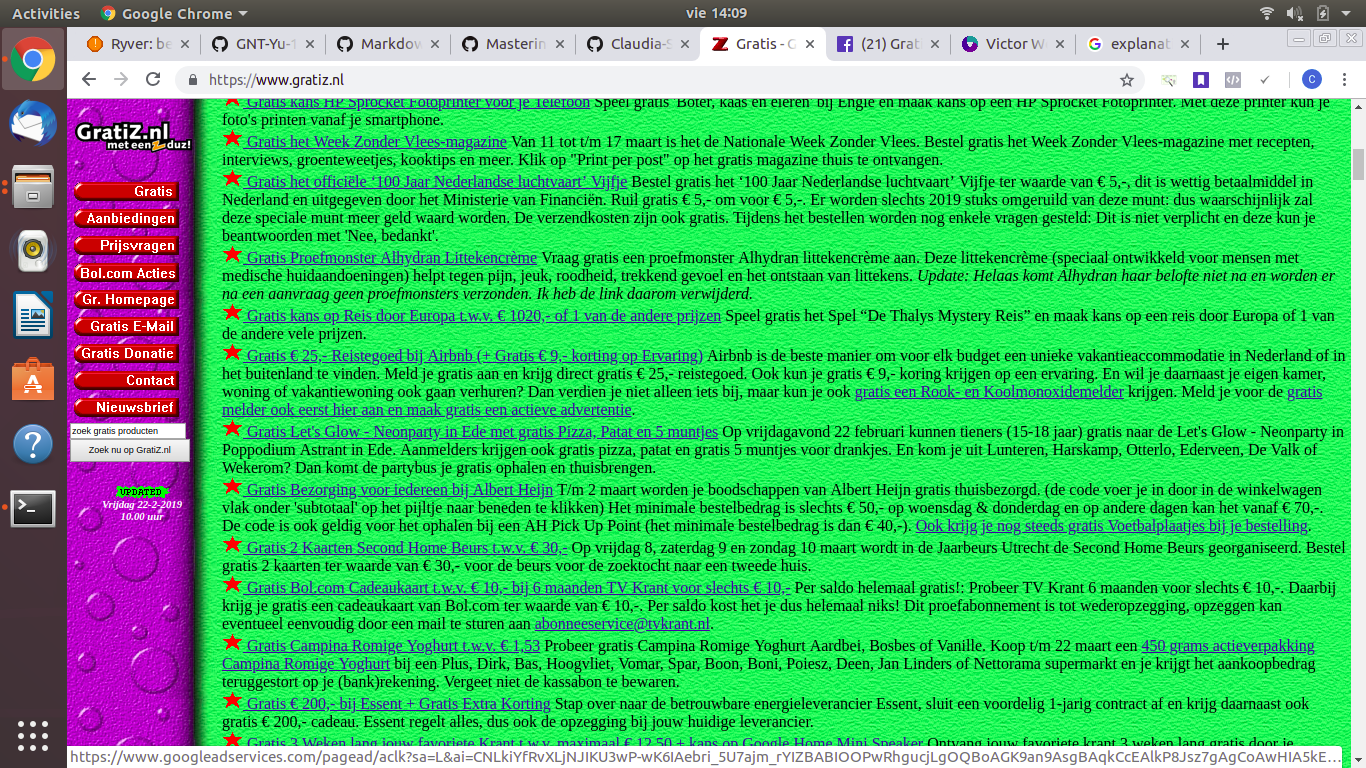 Activities
Google Chrome
vie 14:09
Ryver: be
GNT-Yu-1
Markdow
Masterin
Claudia-S
Gratis - G
(21) Grat
Victor W
explanat
https://www.gratiz.nl
C
GratiZ.nl
met een Z duz!
Gratis
Aanbiedingen
Prijsvragen
Bol.com Acties
Gr. Homepage
Gratis E-Mail
Gratis Donatie
Contact
Nieuwsbrief
zoek gratis producten
Zoek nu op GratiZ.nl
UPDATED
Vrijdag 22-2-2019
10.00 uur
Gratis kans HP Sprocket Fotoprinter voor je Telefoon Speel gratis 'Boter, kaas en eieren' bij Engie en maak kans op een HP Sprocket Fotoprinter. Met deze printer kun je
foto's printen vanaf je smartphone.
Gratis het Week Zonder Vlees-magazine Van 11 t/m 17 maart is het de Nationale Week Zonder Vlees. Bestel gratis het Week Zonder Vlees-magazine met recepten,
interviews, groenteweetjes, kooktips en meer. Klik op "Print per post" op het gratis magazine thuis te ontvangen.
Gratis het officiële ‘100 Jaar Nederlandse luchtvaart’ Vijfje Bestel gratis het ‘100 Jaar Nederlandse luchtvaart’ Vijfje ter waarde van € 5,-, dit is wettig betaalmiddel in
Nederland en uitgegeven door het Ministerie van Financiën. Ruil gratis € 5,- om voor € 5,-. Er worden slechts 2019 stuks omgeruild van deze munt: dus waarschijnlijk zal
deze speciale munt meer geld waard worden. De verzendkosten zijn ook gratis. Tijdens het bestellen worden nog enkele vragen gesteld: Dit is niet verplicht en deze kun je
beantwoorden met 'Nee, bedankt'.
Gratis Proefmonster Alhydran Littekencrème Vraag gratis een proefmonster Alhydran littekencrème aan. Deze littekencrème (speciaal ontwikkeld voor mensen met
medische huidaandoeningen) helpt tegen pijn, jeuk, roodheid, trekkend gevoel en het ontstaan van littekens. Update: Helaas komt Alhydran haar belofte niet na en worden er
na een aanvraag geen proefmonsters verzonden. Ik heb de link daarom verwijderd.
Gratis kans op Reis door Europa t.w.v. € 1020,- of 1 van de andere prijzen Speel gratis het Spel “De Thalys Mystery Reis” en maak kans op een reis door Europa of 1 van
de andere vele prijzen.
Gratis € 25,- Reistegoed bij Airbnb (+ Gratis € 9,- korting op Ervaring) Airbnb is de beste manier om voor elk budget een unieke vakantieaccommodatie in Nederland of in
het buitenland te vinden. Meld je gratis aan en krijg direct gratis € 25,- reistegoed. Ook kun je gratis € 9,- koring krijgen op een ervaring. En wil je daarnaast je eigen kamer,
woning of vakantiewoning ook gaan verhuren? Dan verdien je niet alleen iets bij, maar kun je ook gratis een Rook- en Koolmonoxidemelder krijgen. Meld je voor de gratis
melder ook eerst hier aan en maak gratis een actieve advertentie.
Gratis Let's Glow - Neonparty in Ede met gratis Pizza, Patat en 5 muntjes Op vrijdagavond 22 februari kunnen tieners (15-18 jaar) gratis naar de Let's Glow - Neonparty in
Poppodium Astrant in Ede. Aanmelders krijgen ook gratis pizza, patat en gratis 5 muntjes voor drankjes. En kom je uit Lunteren, Harskamp, Otterlo, Ederveen, De Valk of
Wekerom? Dan komt de partybus je gratis ophalen en thuisbrengen.
Gratis Bezorging voor iedereen bij Albert Heijn T/m 2 maart worden je boodschappen van Albert Heijn gratis thuisbezorgd. (de code voer je in door in de winkelwagen
vlak onder 'subtotaal' op het pijltje naar beneden te klikken) Het minimale bestelbedrag is slechts € 50,- op woensdag & donderdag en op andere dagen kan het vanaf € 70,-.
De code is ook geldig voor het ophalen bij een AH Pick Up Point (het minimale bestelbedrag is dan € 40,-). Ook krijg je nog steeds gratis Voetbalplaatjes bij je bestelling.
Gratis 2 Kaarten Second Home Beurs t.w.v. € 30,- Op vrijdag 8, zaterdag 9 en zondag 10 maart wordt in de Jaarbeurs Utrecht de Second Home Beurs georganiseerd. Bestel
gratis 2 kaarten ter waarde van € 30,- voor de beurs voor de zoektocht naar een tweede huis.
Gratis Bol.com Cadeaukaart t.w.v. € 10,- bij 6 maanden TV Krant voor slechts € 10,- Per saldo helemaal gratis!: Probeer TV Krant 6 maanden voor slechts € 10,-. Daarbij
krijg je gratis een cadeaukaart van Bol.com ter waarde van € 10,-. Per saldo kost het je dus helemaal niks! Dit proefabonnement is tot wederopzegging, opzeggen kan
eventueel eenvoudig door een mail te sturen aan abonneeservice@tvkrant.nl.
Gratis Campina Romige Yoghurt t.w.v. € 1,53 Probeer gratis Campina Romige Yoghurt Aardbei, Bosbes of Vanille. Koop t/m 22 maart een 450 grams actieverpakking
Campina Romige Yoghurt bij een Plus, Dirk, Bas, Hoogvliet, Vomar, Spar, Boon, Boni, Poiesz, Deen, Jan Linders of Nettorama supermarkt en je krijgt het aankoopbedrag
teruggestort op je (bank)rekening. Vergeet niet de kassabon te bewaren.
Gratis € 200,- bij Essent + Gratis Extra Korting Stap over naar de betrouwbare energieleverancier Essent, sluit een voordelig 1-jarig contract af en krijg daarnaast ook
gratis € 200,- cadeau. Essent regelt alles, dus ook de opzegging bij jouw huidige leverancier.
Gratis 3 Weken lang jouw favoriete Krant t.w.v. maximaal € 12,50 + kans op Google Home Mini Speaker Ontvang jouw favoriete krant 3 weken lang gratis door je
https://www.googleadservices.com/pagead/aclk?sa=L&ai=CNLkiYfRvXLjNJIKU3wP-wK6IAebri_5U7ajm_rYIZBABIOOPwRhgucjLgOQBoAGK9an9AsgBAqkCcEAlkP8Jsz7gAgCoAwHIA5kE...